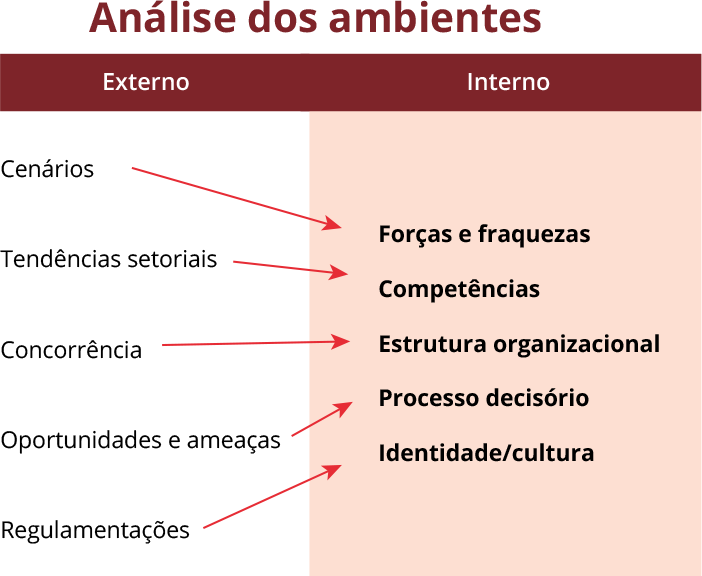 Análise dos ambientes
Externo
Interno
Cenários
Tendências setoriais
Concorrência
Oportunidades e ameaças
Regulamentações
Forças e fraquezas
Competências
Estrutura organizacional
Processo decisório
Identidade/cultura